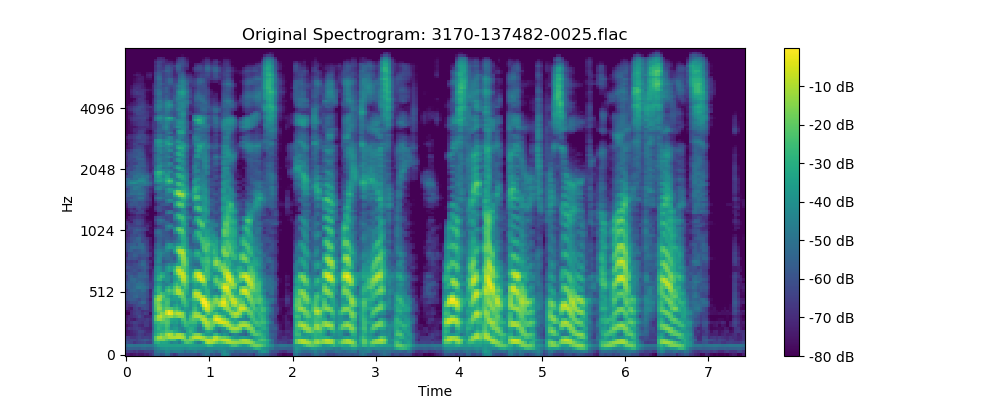 Original Spectrogram: 3170-137482-0025.flac
Hz
4096
2048
1024
512
0
0 1 2 3 4 5 6 7
Time
-10 dB
-20 dB
-30 dB
-40 dB
-50 dB
-60 dB
-70 dB
-80 dB